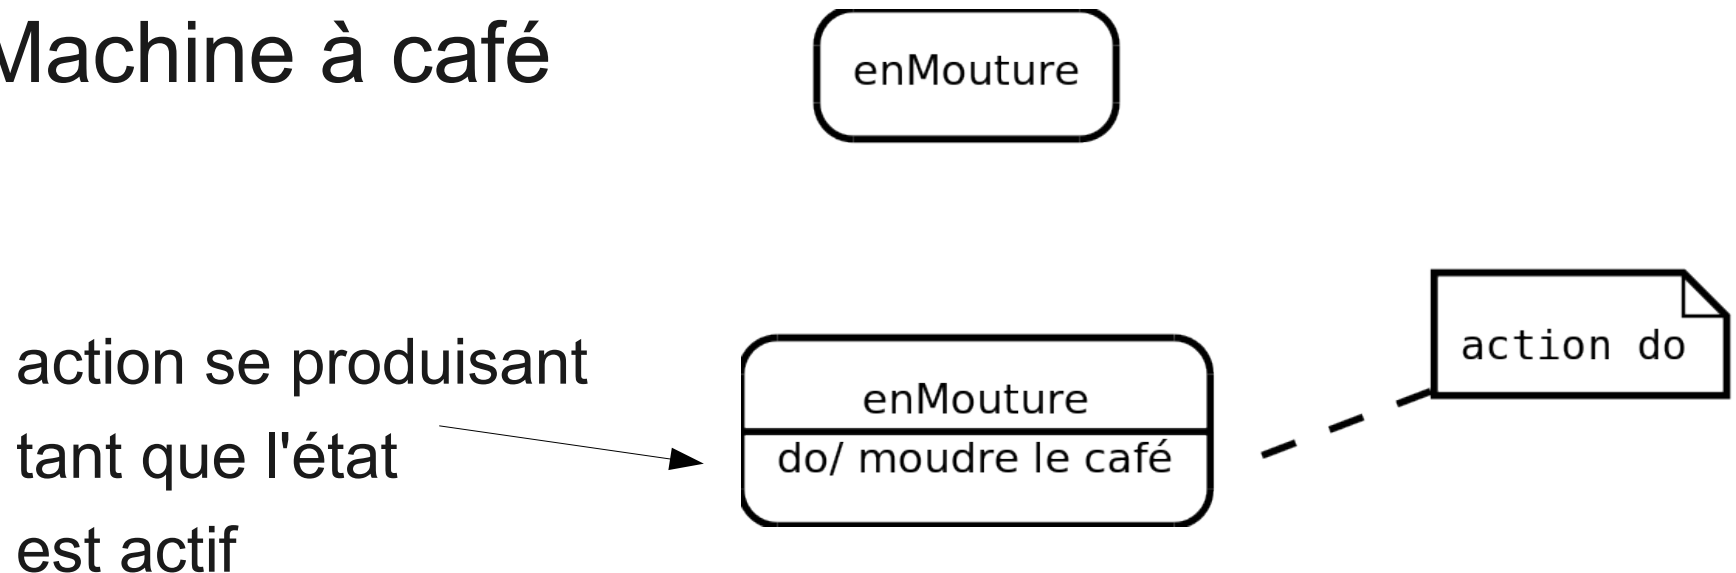 Machine à café
enMouture
action do
action se produisant
tant que l'état
est actif
enMouture
do/ moudre le café